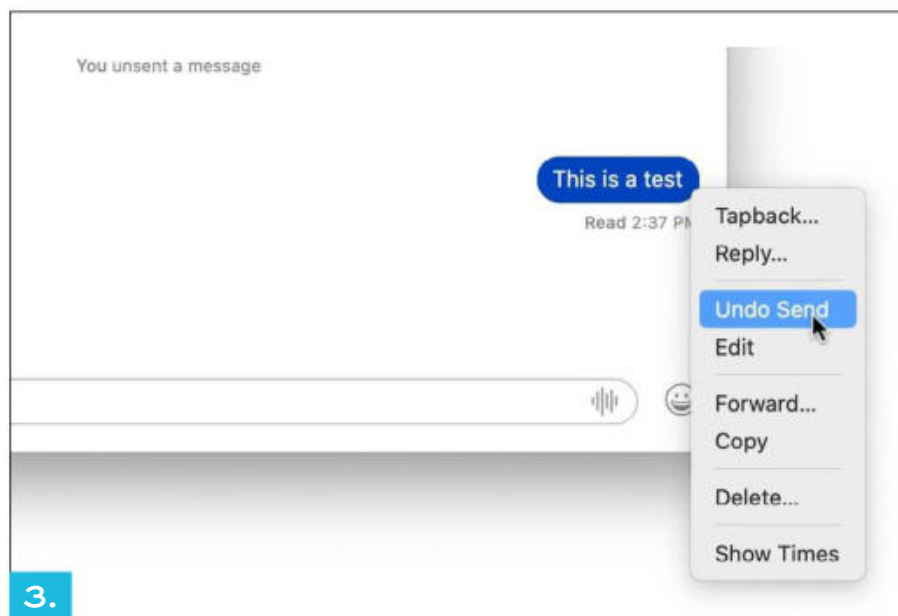 You unsent a message
This is a test
Read 2:37 PM
Tapback...
Reply...
Undo Send
Edit
Forward...
Copy
Delete...
Show Times
3.